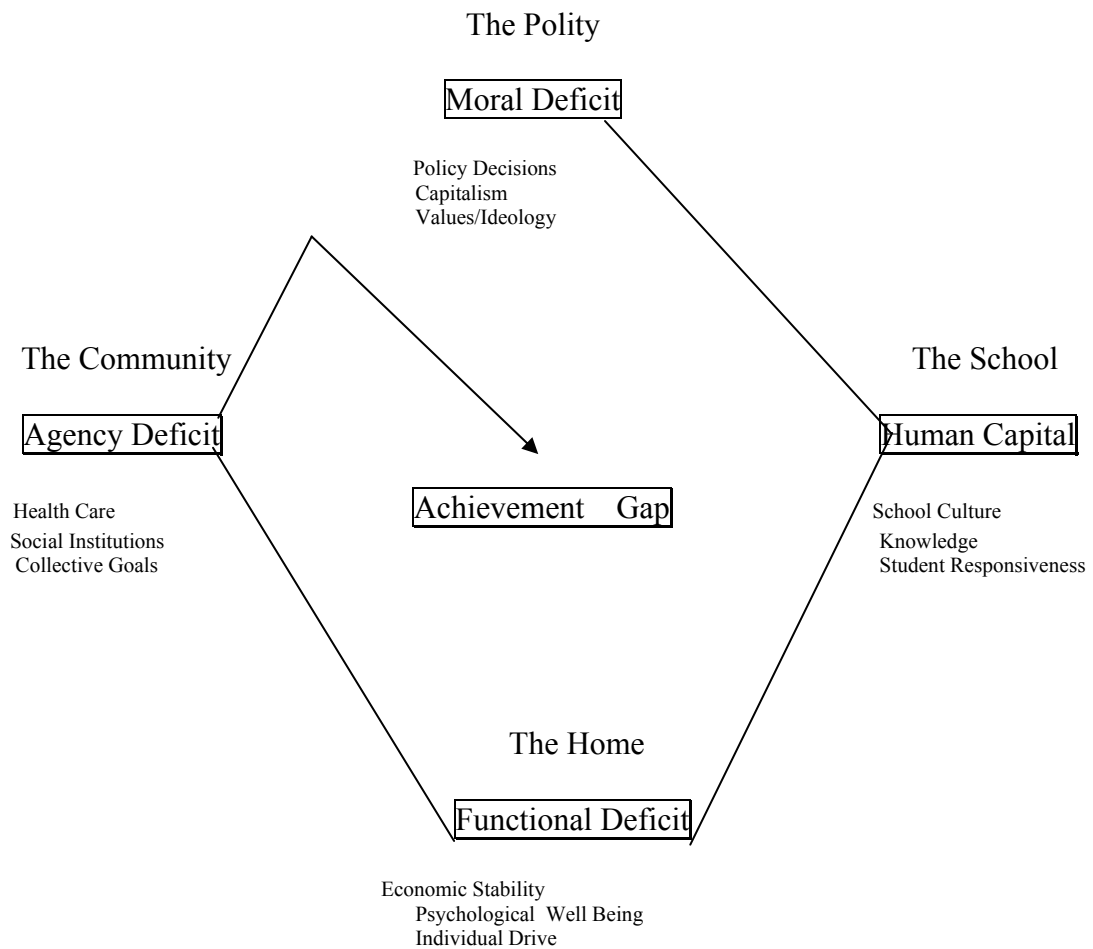 The Polity
Moral Deficit
Policy Decisions
Capitalism
Values/Ideology
The Community
Agency Deficit
Health Care
Social Institutions
Collective Goals
The School
Human Capital
School Culture
Knowledge
Student Responsiveness
Achievement Gap
The Home
Functional Deficit
Economic Stability
Psychological Well Being
Individual Drive